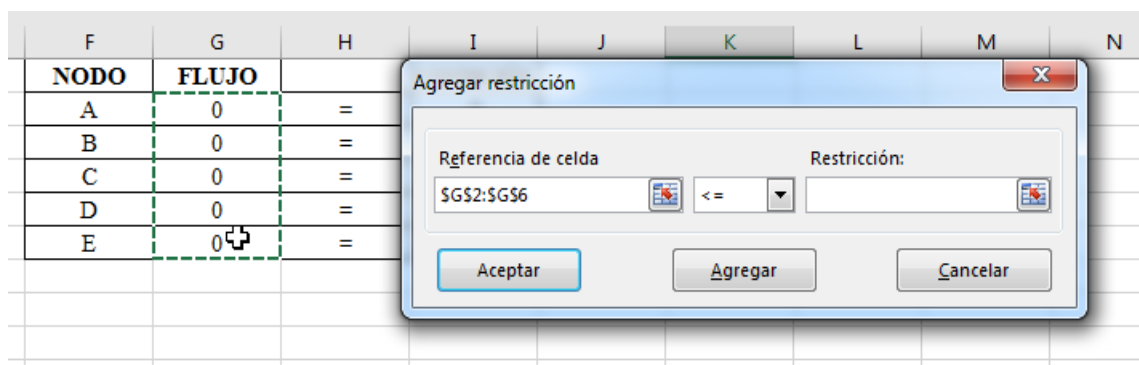 F G H I J K L M N
NODO FLUJO
A 0 =
B 0 =
C 0 =
D 0 =
E 0 =
Agregar restricción
Referencia de celda Restricción:
$G$2:$G$6 <=
Aceptar Agregar Cancelar